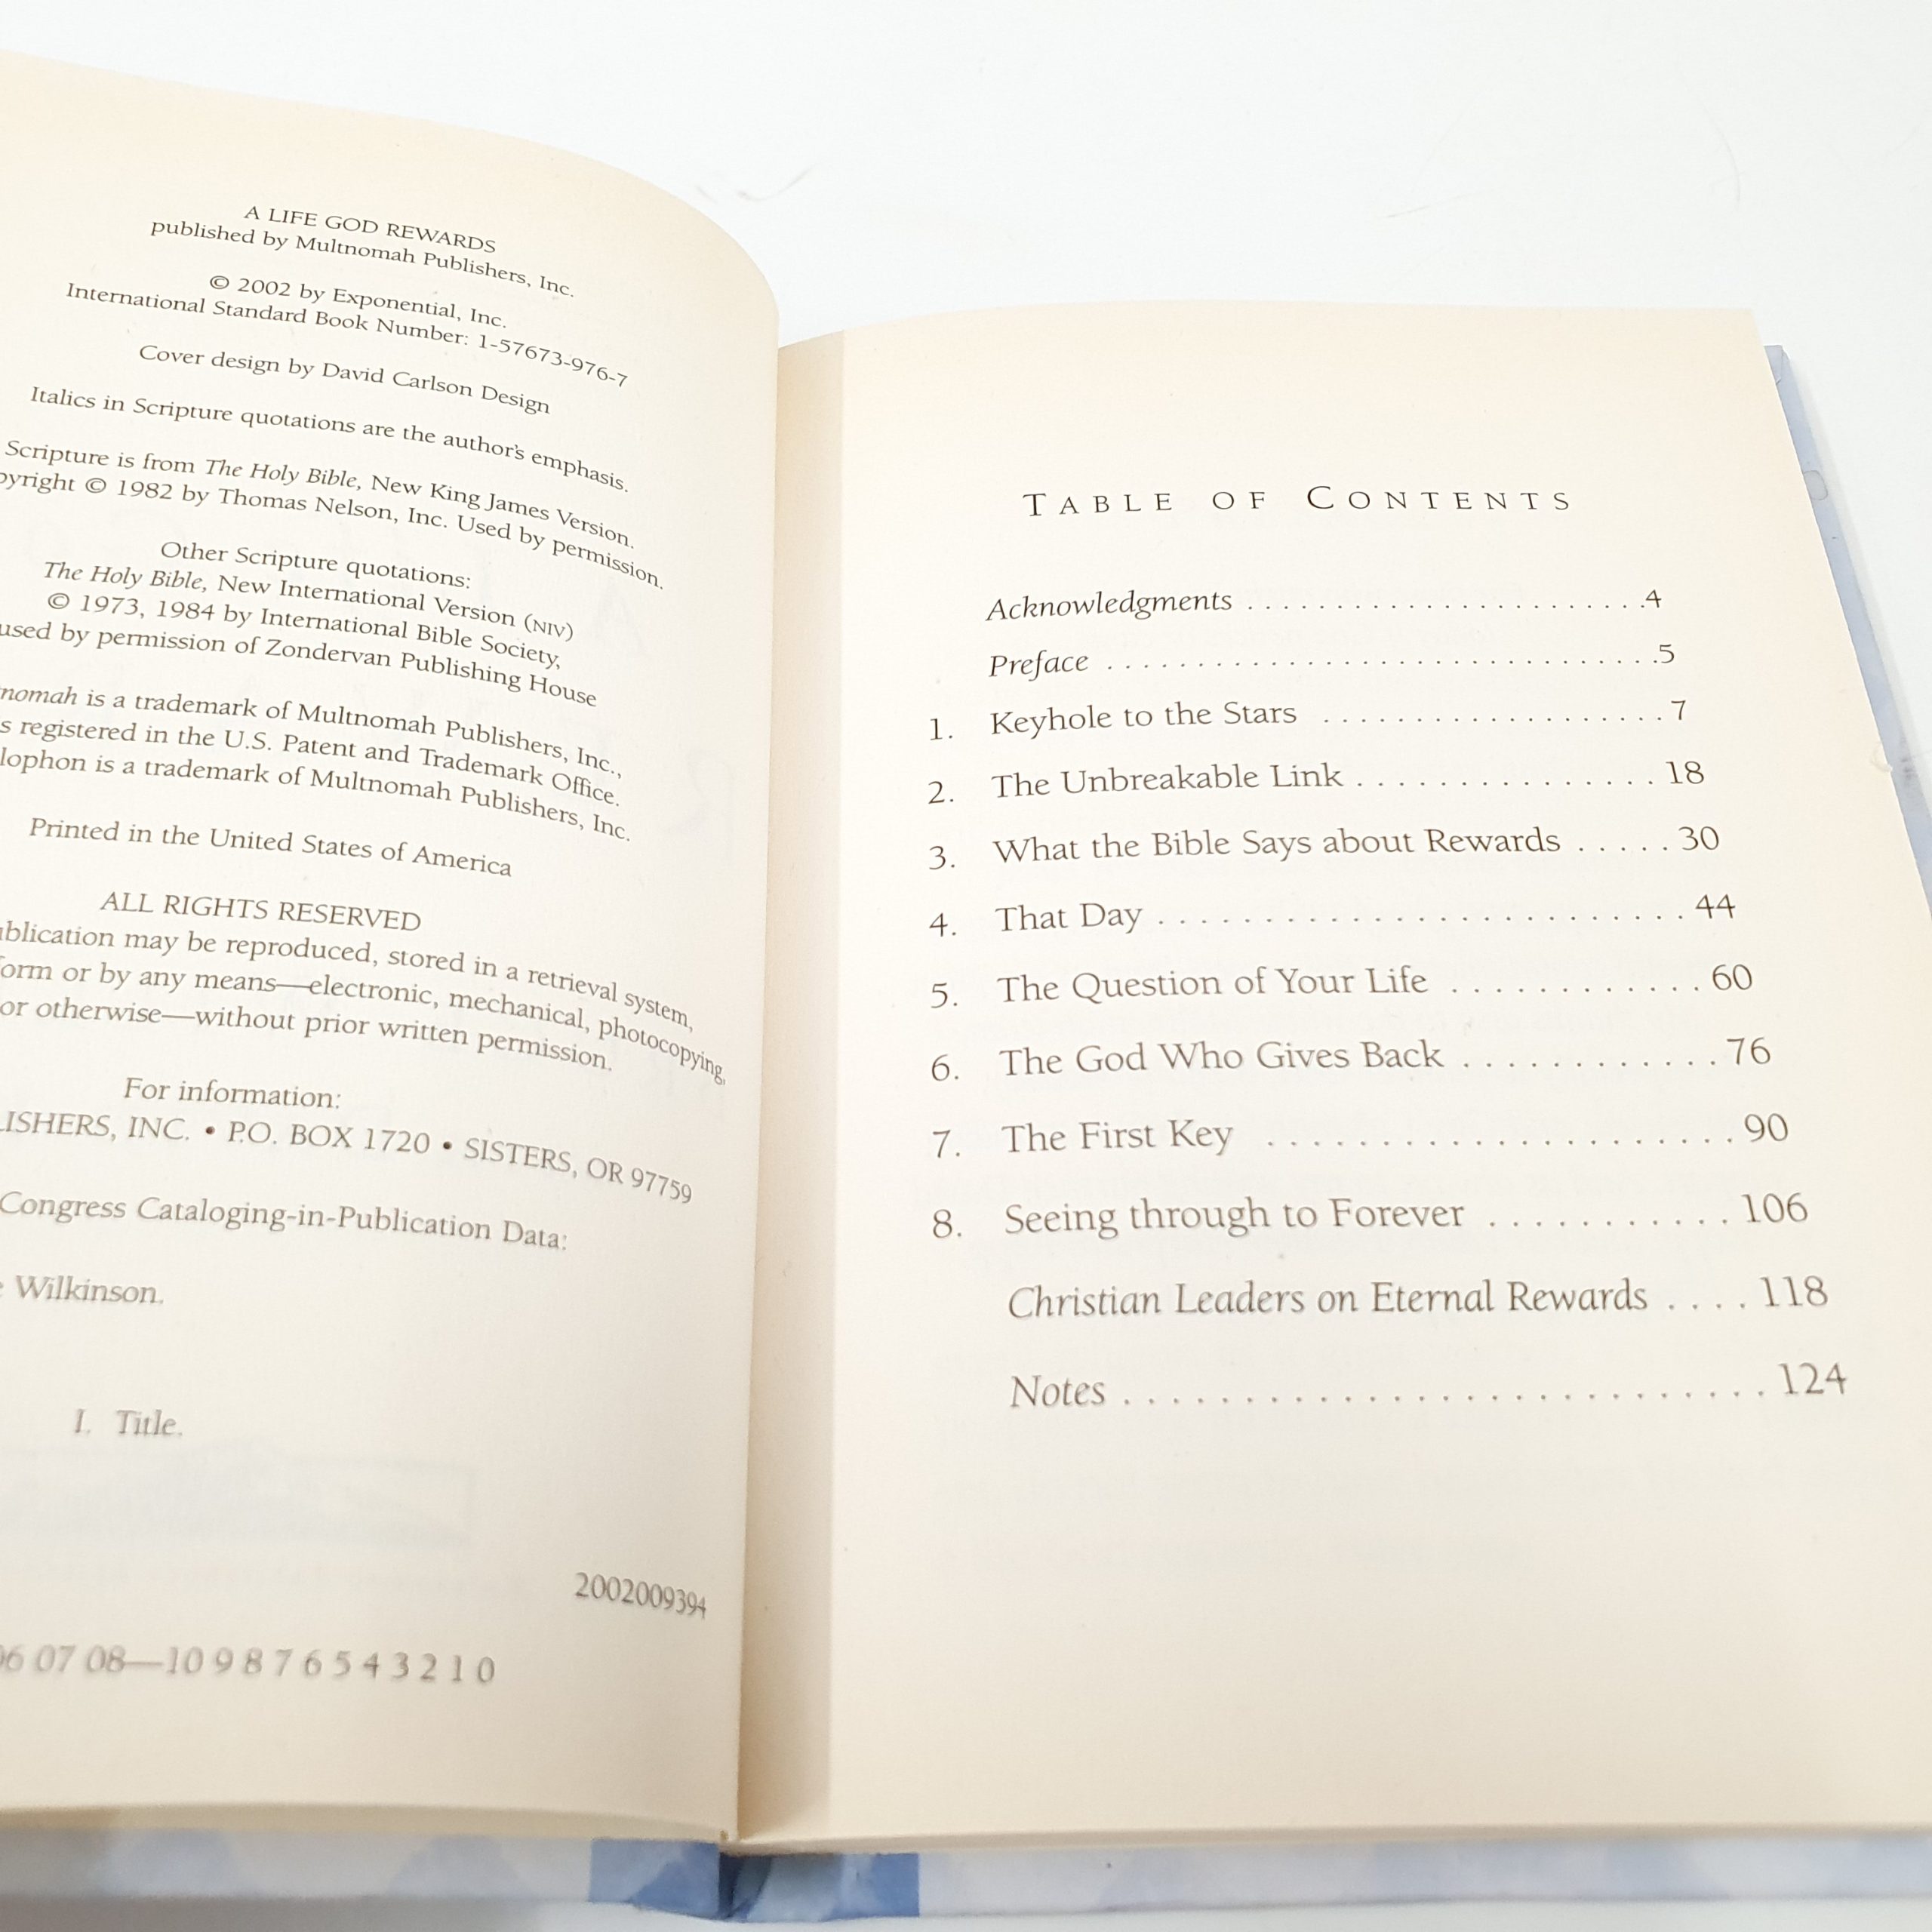 A LIFE GOD REWARDS
published by Multnomah Publishers, Inc.
© 2002 by Exponential, Inc.
International Standard Book Number: 1-57673-976-7
Cover design by David Carlson Design
Italics in Scripture quotations are the author's emphasis.
Scripture is from The Holy Bible, New King James Version.
pyright © 1982 by Thomas Nelson, Inc. Used by permission.
Other Scripture quotations:
The Holy Bible, New International Version (NIV)
© 1973, 1984 by International Bible Society,
used by permission of Zondervan Publishing House
nomah is a trademark of Multnomah Publishers, Inc.,
s registered in the U.S. Patent and Trademark Office.
lophon is a trademark of Multnomah Publishers, Inc.
Printed in the United States of America
ALL RIGHTS RESERVED
ublication may be reproduced, stored in a retrieval system,
orm or by any means—electronic, mechanical, photocopying,
or otherwise—without prior written permission.
For information:
LISHERS, INC. • P.O. BOX 1720 • SISTERS, OR 97759
Congress Cataloging-in-Publication Data:
Wilkinson.
I. Title.
2002009394
06 07 08—10 9 8 7 6 5 4 3 2 1 0
TABLE OF CONTENTS
Acknowledgments . . . . . . . . . . . . . . . . . . . . . . . .4
Preface . . . . . . . . . . . . . . . . . . . . . . . . . . . . . . . .5
1. Keyhole to the Stars . . . . . . . . . . . . . . . . . . . 7
2. The Unbreakable Link . . . . . . . . . . . . . . . 18
3. What the Bible Says about Rewards . . . . . 30
4. That Day . . . . . . . . . . . . . . . . . . . . . . . . 44
5. The Question of Your Life . . . . . . . . . . . . 60
6. The God Who Gives Back . . . . . . . . . . . . 76
7. The First Key . . . . . . . . . . . . . . . . . . . . . 90
8. Seeing through to Forever . . . . . . . . . . . 106
Christian Leaders on Eternal Rewards . . . . 118
Notes . . . . . . . . . . . . . . . . . . . . . . . . . . . 124